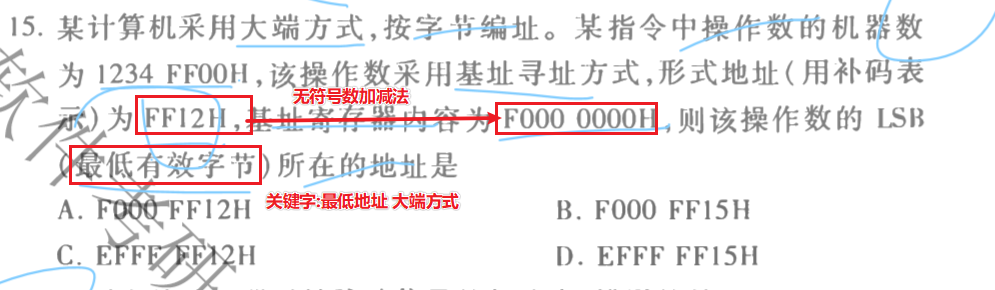 15. 某计算机采用大端方式,按字节编址。某指令中操作数的机器数
为 1234 FF00H,该操作数采用基址寻址方式,形式地址(用补码表
无符号数加减法
示)为 FF12H,基址寄存器内容为 F000 0000H,则该操作数的 LSB
(最低有效字节)所在的地址是
关键字:最低地址 大端方式
A. F000 FF12H B. F000 FF15H
C. EFFF FF12H D. EFFF FF15H